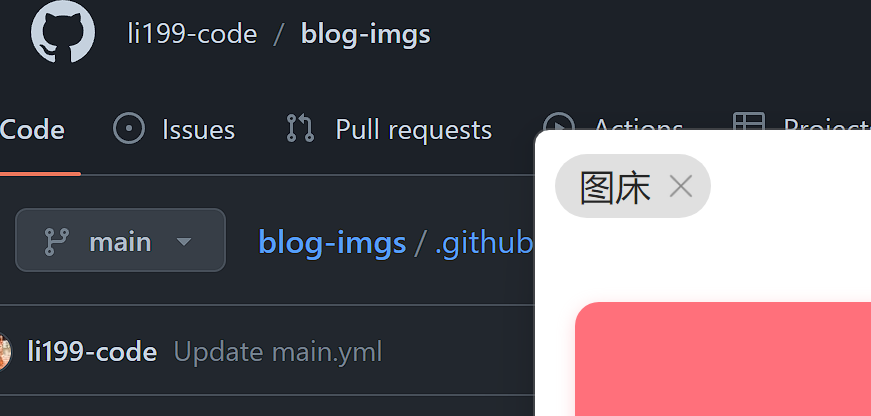 li199-code / blog-imgs
Code Issues Pull requests Actions Project
图床
main blog-imgs / .github
li199-code Update main.yml